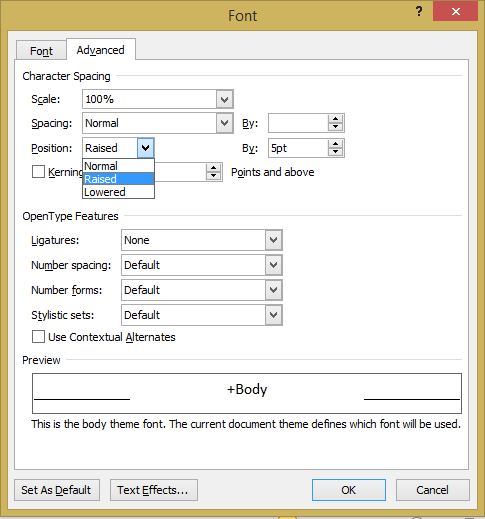 Font
?
Font Advanced
Character Spacing
Scale: 100%
Spacing: Normal By:
Position: Raised By: 5pt
Normal
Kerning Raised Points and above
Lowered
OpenType Features
Ligatures: None
Number spacing: Default
Number forms: Default
Stylistic sets: Default
Use Contextual Alternates
Preview
+Body
This is the body theme font. The current document theme defines which font will be used.
Set As Default Text Effects... OK Cancel